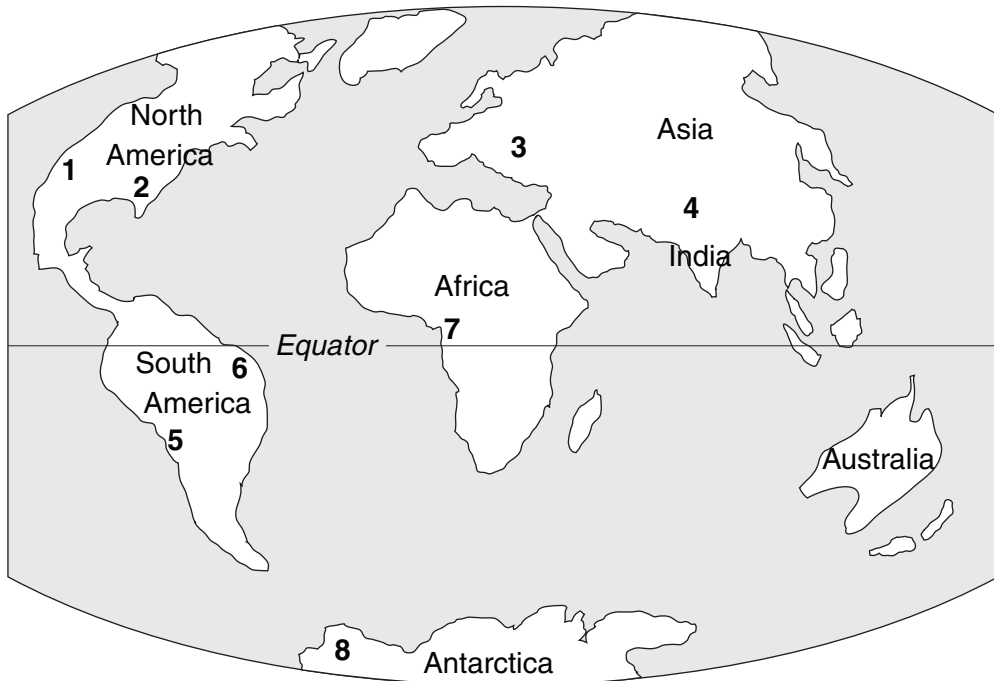 North
America
Asia
1
2
3
4
India
Africa
7
Equator
South
America
6
5
Australia
8
Antarctica